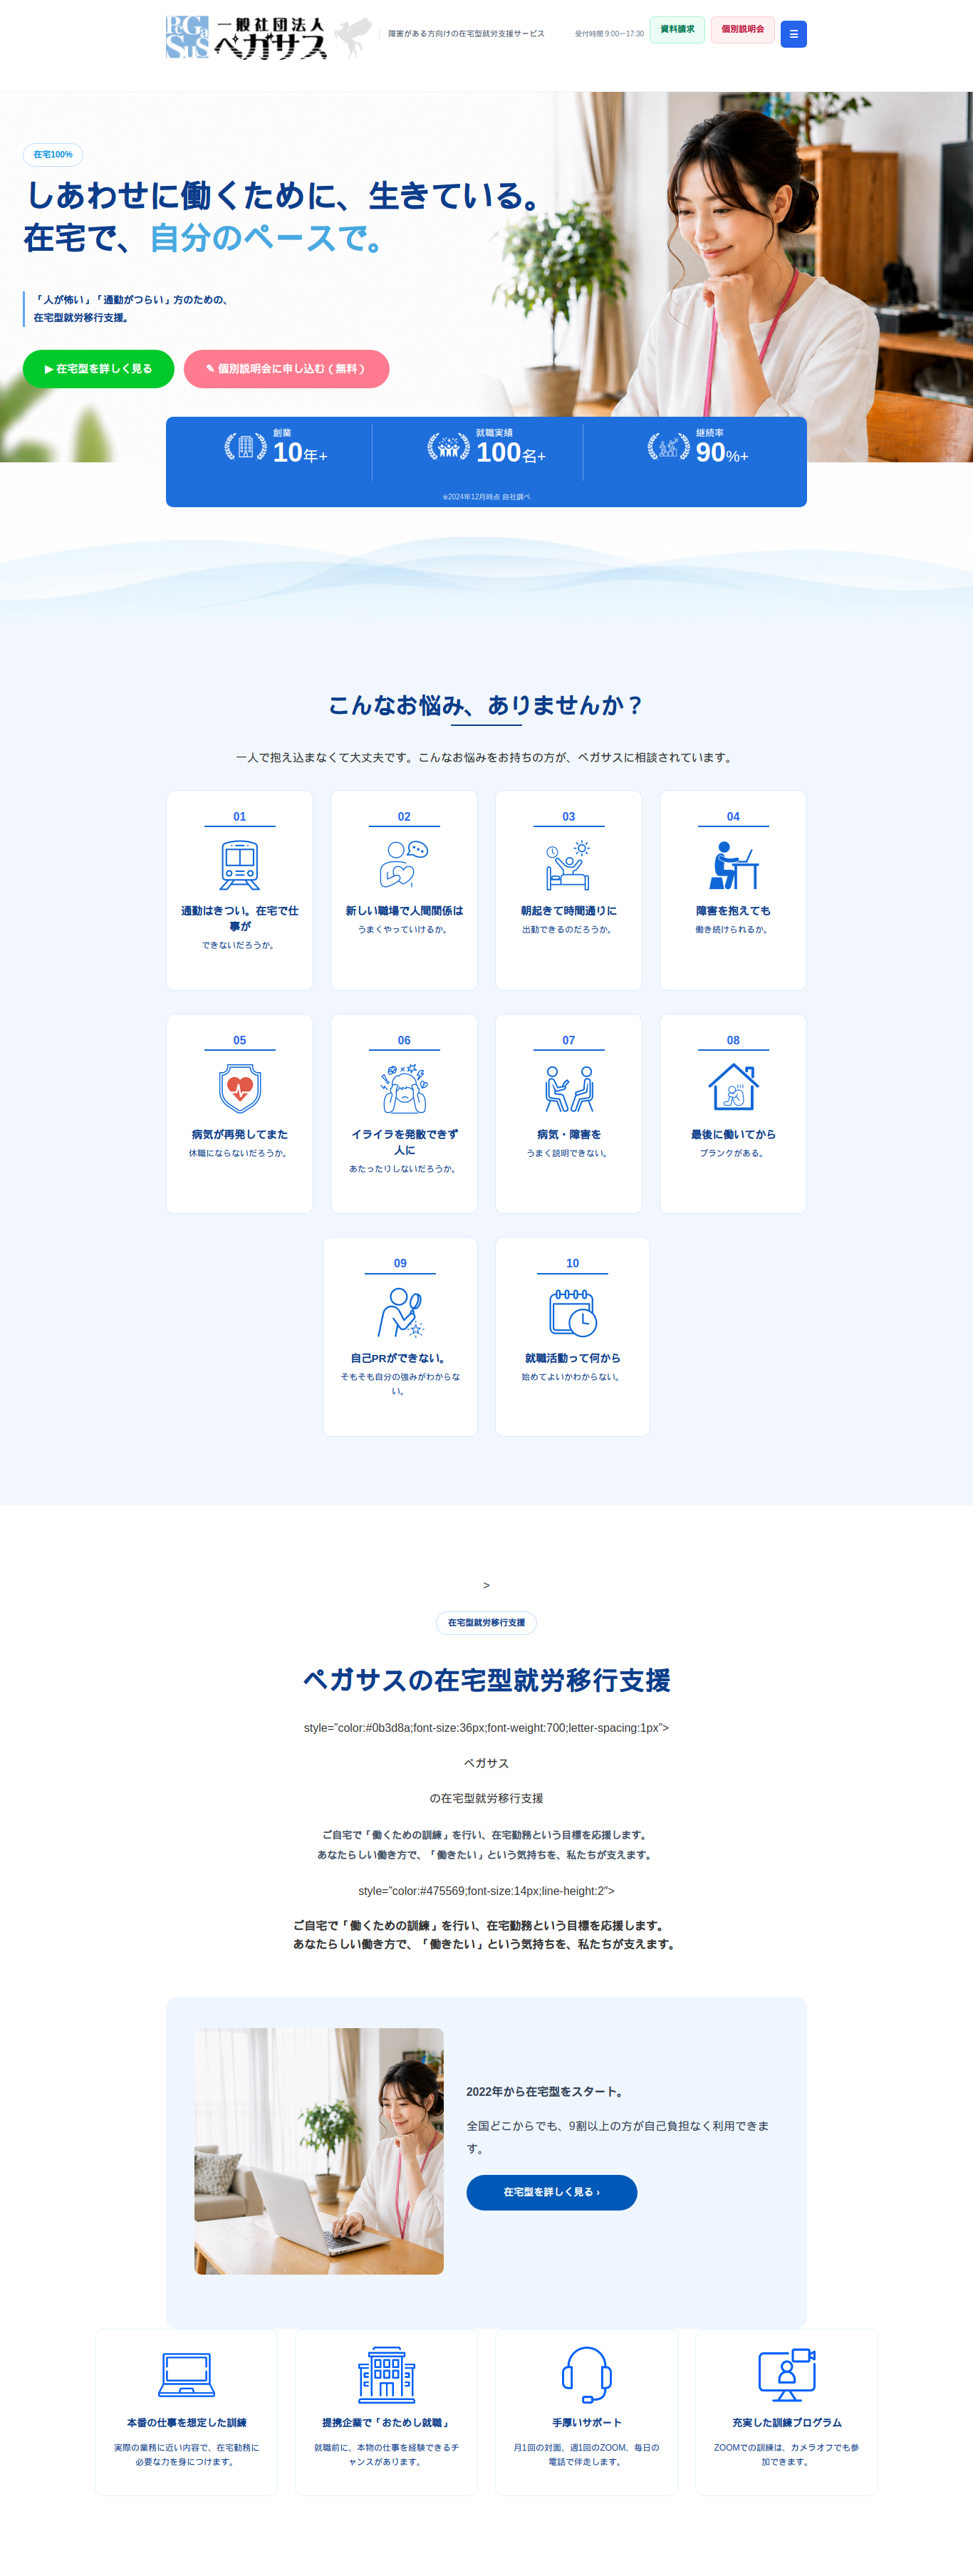 PeGaSuS
一般社団法人
ペガサス
障害がある方向けの在宅型就労支援サービス
受付時間 9:00―17:30
資料請求
個別説明会
☰
在宅100%
しあわせに働くために、生きている。
在宅で、自分のペースで。
「人が怖い」「通勤がつらい」方のための、
在宅型就労移行支援。
▶ 在宅型を詳しく見る
✎ 個別説明会に申し込む(無料)
創業
10年+
就職実績
100名+
継続率
90%+
※2024年12月時点 自社調べ
こんなお悩み、ありませんか？
一人で抱え込まなくて大丈夫です。こんなお悩みをお持ちの方が、ペガサスに相談されています。
01
通勤はきつい。在宅で仕
事が
できないだろうか。
02
新しい職場で人間関係は
うまくやっていけるか。
03
朝起きて時間通りに
出勤できるのだろうか。
04
障害を抱えても
働き続けられるか。
05
病気が再発してまた
休職にならないだろうか。
06
イライラを発散できず
人に
あたったりしないだろうか。
07
病気・障害を
うまく説明できない。
08
最後に働いてから
ブランクがある。
09
自己PRができない。
そもそも自分の強みがわからな
い。
10
就職活動って何から
始めてよいかわからない。
>
在宅型就労移行支援
ペガサスの在宅型就労移行支援
style="color:#0b3d8a;font-size:36px;font-weight:700;letter-spacing:1px”>
ペガサス
の在宅型就労移行支援
ご自宅で「働くための訓練」を行い、在宅勤務という目標を応援します。
あなたらしい働き方で、「働きたい」という気持ちを、私たちが支えます。
style="color:#475569;font-size:14px;line-height:2″>
ご自宅で「働くための訓練」を行い、在宅勤務という目標を応援します。
あなたらしい働き方で、「働きたい」という気持ちを、私たちが支えます。
2022年から在宅型をスタート。
全国どこからでも、9割以上の方が自己負担なく利用できま
す。
在宅型を詳しく見る ›
本番の仕事を想定した訓練
実際の業務に近い内容で、在宅勤務に
必要な力を身につけます。
提携企業で「おためし就職」
就職前に、本物の仕事を経験できるチ
ャンスがあります。
手厚いサポート
月1回の対面、週1回のZOOM、毎日の
電話で伴走します。
充実した訓練プログラム
ZOOMでの訓練は、カメラオフでも参
加できます。